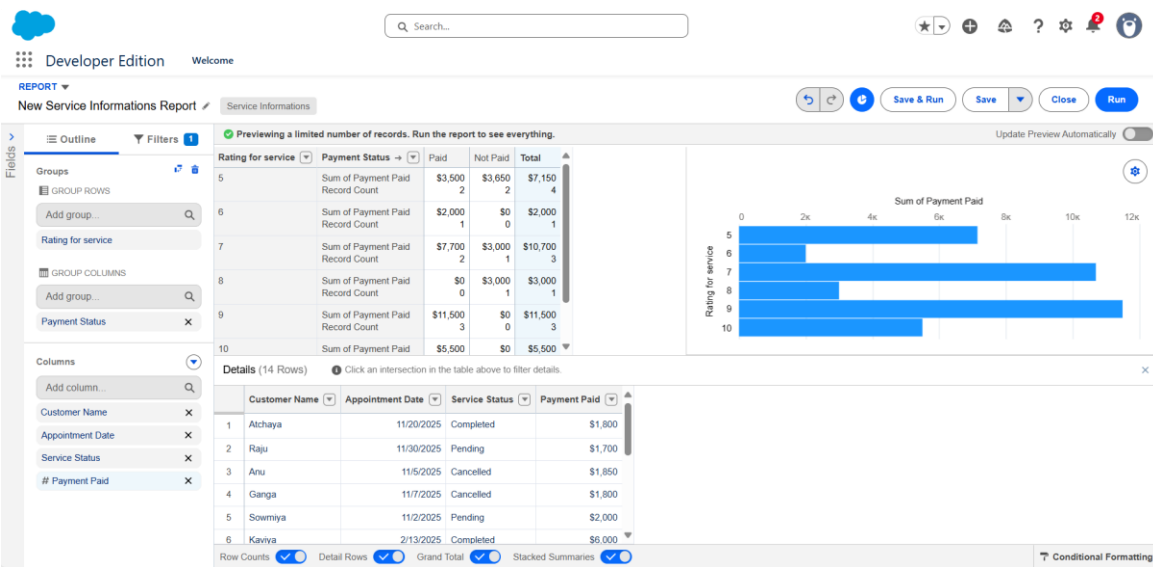 Search...
2
Developer Edition Welcome
REPORT
New Service Informations Report Service Informations
Save & Run Save Close Run
Fields
Outline Filters 1
Previewing a limited number of records. Run the report to see everything. Update Preview Automatically
Groups
GROUP ROWS
Add group...
Rating for service
GROUP COLUMNS
Add group...
Payment Status
Columns
Add column...
Customer Name
Appointment Date
Service Status
# Payment Paid
Rating for service Payment Status → Paid Not Paid Total
5 Sum of Payment Paid $3,500 $3,650 $7,150
Record Count 2 2 4
6 Sum of Payment Paid $2,000 $0 $2,000
Record Count 1 0 1
7 Sum of Payment Paid $7,700 $3,000 $10,700
Record Count 2 1 3
8 Sum of Payment Paid $0 $3,000 $3,000
Record Count 0 1 1
9 Sum of Payment Paid $11,500 $0 $11,500
Record Count 3 0 3
10 Sum of Payment Paid $5,500 $0 $5,500
Sum of Payment Paid
0 2K 4K 6K 8K 10K 12K
Rating for service
5
6
7
8
9
10
Details (14 Rows) Click an intersection in the table above to filter details.
Customer Name Appointment Date Service Status Payment Paid
1 Atchaya 11/20/2025 Completed $1,800
2 Raju 11/30/2025 Pending $1,700
3 Anu 11/5/2025 Cancelled $1,850
4 Ganga 11/7/2025 Cancelled $1,800
5 Sowmiya 11/2/2025 Pending $2,000
6 Kaviya 2/13/2025 Completed $6,000
Row Counts Detail Rows Grand Total Stacked Summaries Conditional Formatting